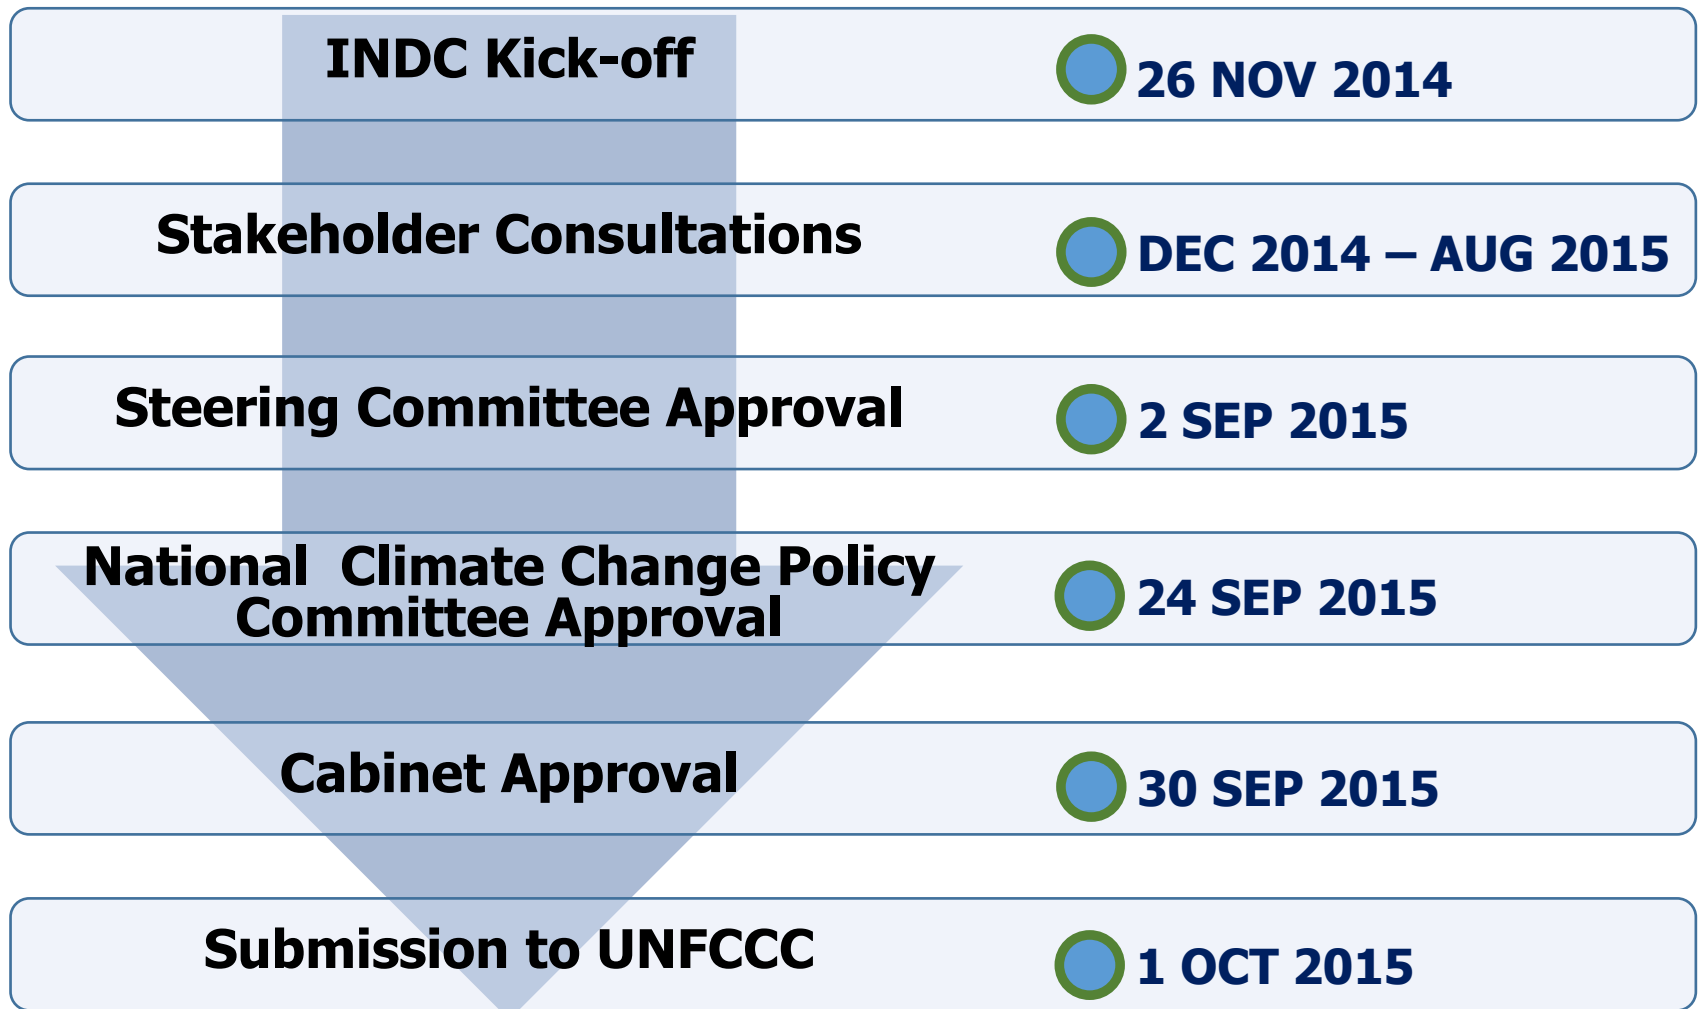 INDC Kick-off
26 NOV 2014
Stakeholder Consultations
DEC 2014 – AUG 2015
Steering Committee Approval
2 SEP 2015
National  Climate Change Policy
Committee Approval
24 SEP 2015
Cabinet Approval
30 SEP 2015
Submission to UNFCCC
1 OCT 2015